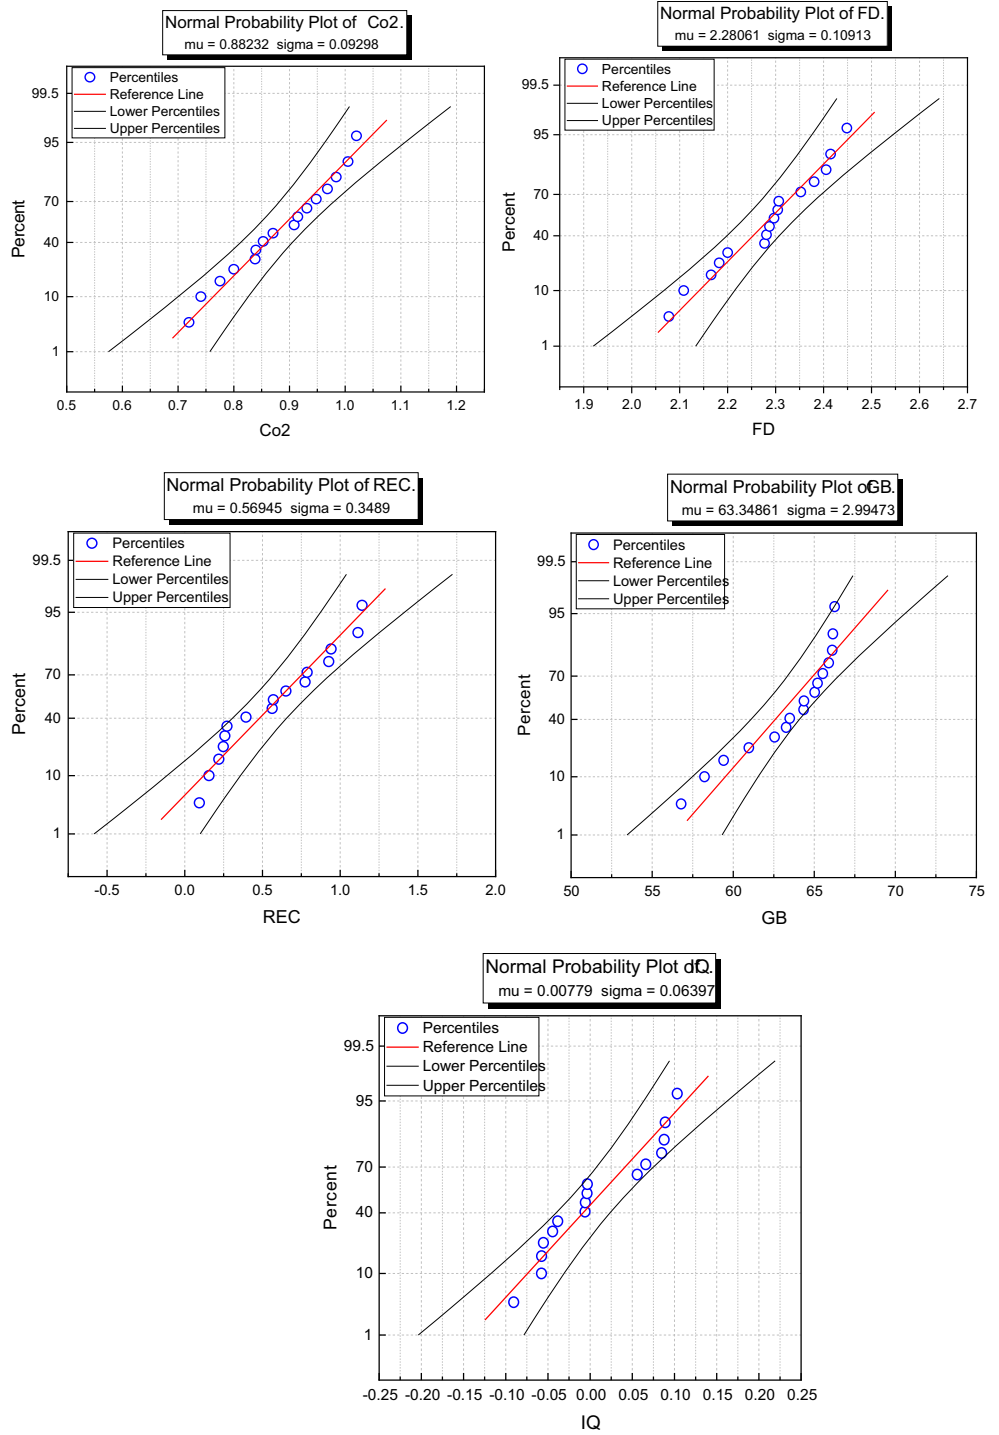 Normal Probability Plot of Co2.
mu = 0.88232 sigma = 0.09298
Percentiles
Reference Line
Lower Percentiles
Upper Percentiles
99.5
95
70
40
10
1
Percent
0.5 0.6 0.7 0.8 0.9 1.0 1.1 1.2
Co2
Normal Probability Plot of FD.
mu = 2.28061 sigma = 0.10913
Percentiles
Reference Line
Lower Percentiles
Upper Percentiles
99.5
95
70
40
10
1
Percent
1.9 2.0 2.1 2.2 2.3 2.4 2.5 2.6 2.7
FD
Normal Probability Plot of REC.
mu = 0.56945 sigma = 0.3489
Percentiles
Reference Line
Lower Percentiles
Upper Percentiles
99.5
95
70
40
10
1
Percent
-0.5 0.0 0.5 1.0 1.5 2.0
REC
Normal Probability Plot of GB.
mu = 63.34861 sigma = 2.99473
Percentiles
Reference Line
Lower Percentiles
Upper Percentiles
99.5
95
70
40
10
1
Percent
50 55 60 65 70 75
GB
Normal Probability Plot of IQ.
mu = 0.00779 sigma = 0.06397
Percentiles
Reference Line
Lower Percentiles
Upper Percentiles
99.5
95
70
40
10
1
Percent
-0.25 -0.20 -0.15 -0.10 -0.05 0.00 0.05 0.10 0.15 0.20 0.25
IQ